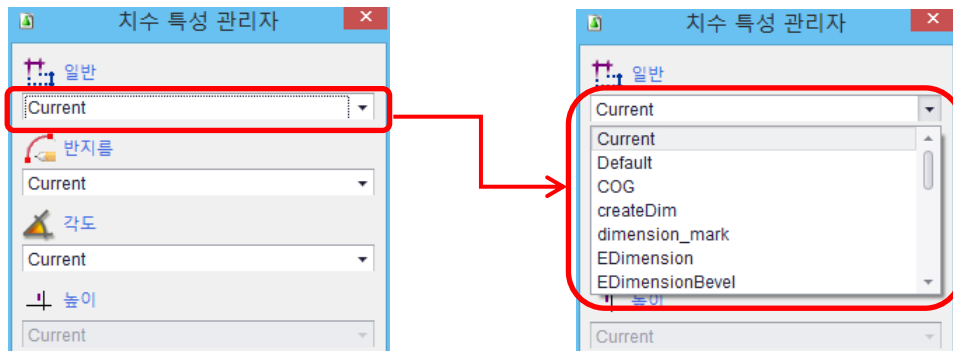 치수 특성 관리자
일반
Current
반지름
Current
각도
Current
높이
Current
치수 특성 관리자
일반
Current
Current
Default
COG
createDim
dimension_mark
EDimension
EDimensionBevel
높이
Current